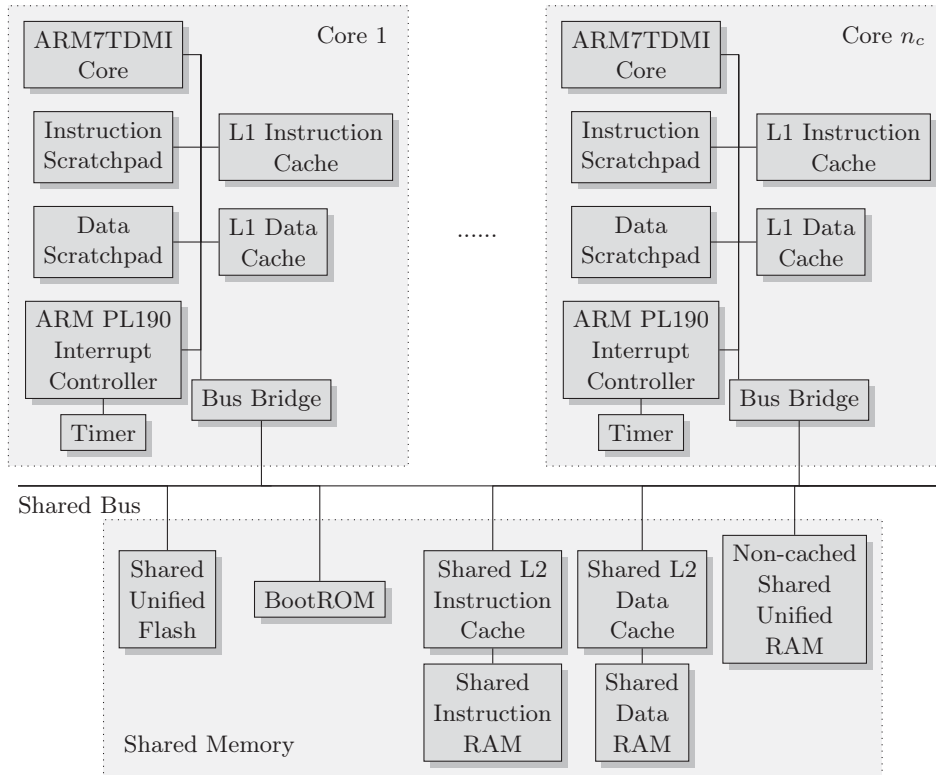 ARM7TDMI
Core
Core 1
Instruction
Scratchpad
L1 Instruction
Cache
Data
Scratchpad
L1 Data
Cache
ARM PL190
Interrupt
Controller
Bus Bridge
Timer
......
ARM7TDMI
Core
Core n_c
Instruction
Scratchpad
L1 Instruction
Cache
Data
Scratchpad
L1 Data
Cache
ARM PL190
Interrupt
Controller
Bus Bridge
Timer
Shared Bus
Shared
Unified
Flash
BootROM
Shared L2
Instruction
Cache
Shared L2
Data
Cache
Non-cached
Shared
Unified
RAM
Shared
Instruction
RAM
Shared
Data
RAM
Shared Memory